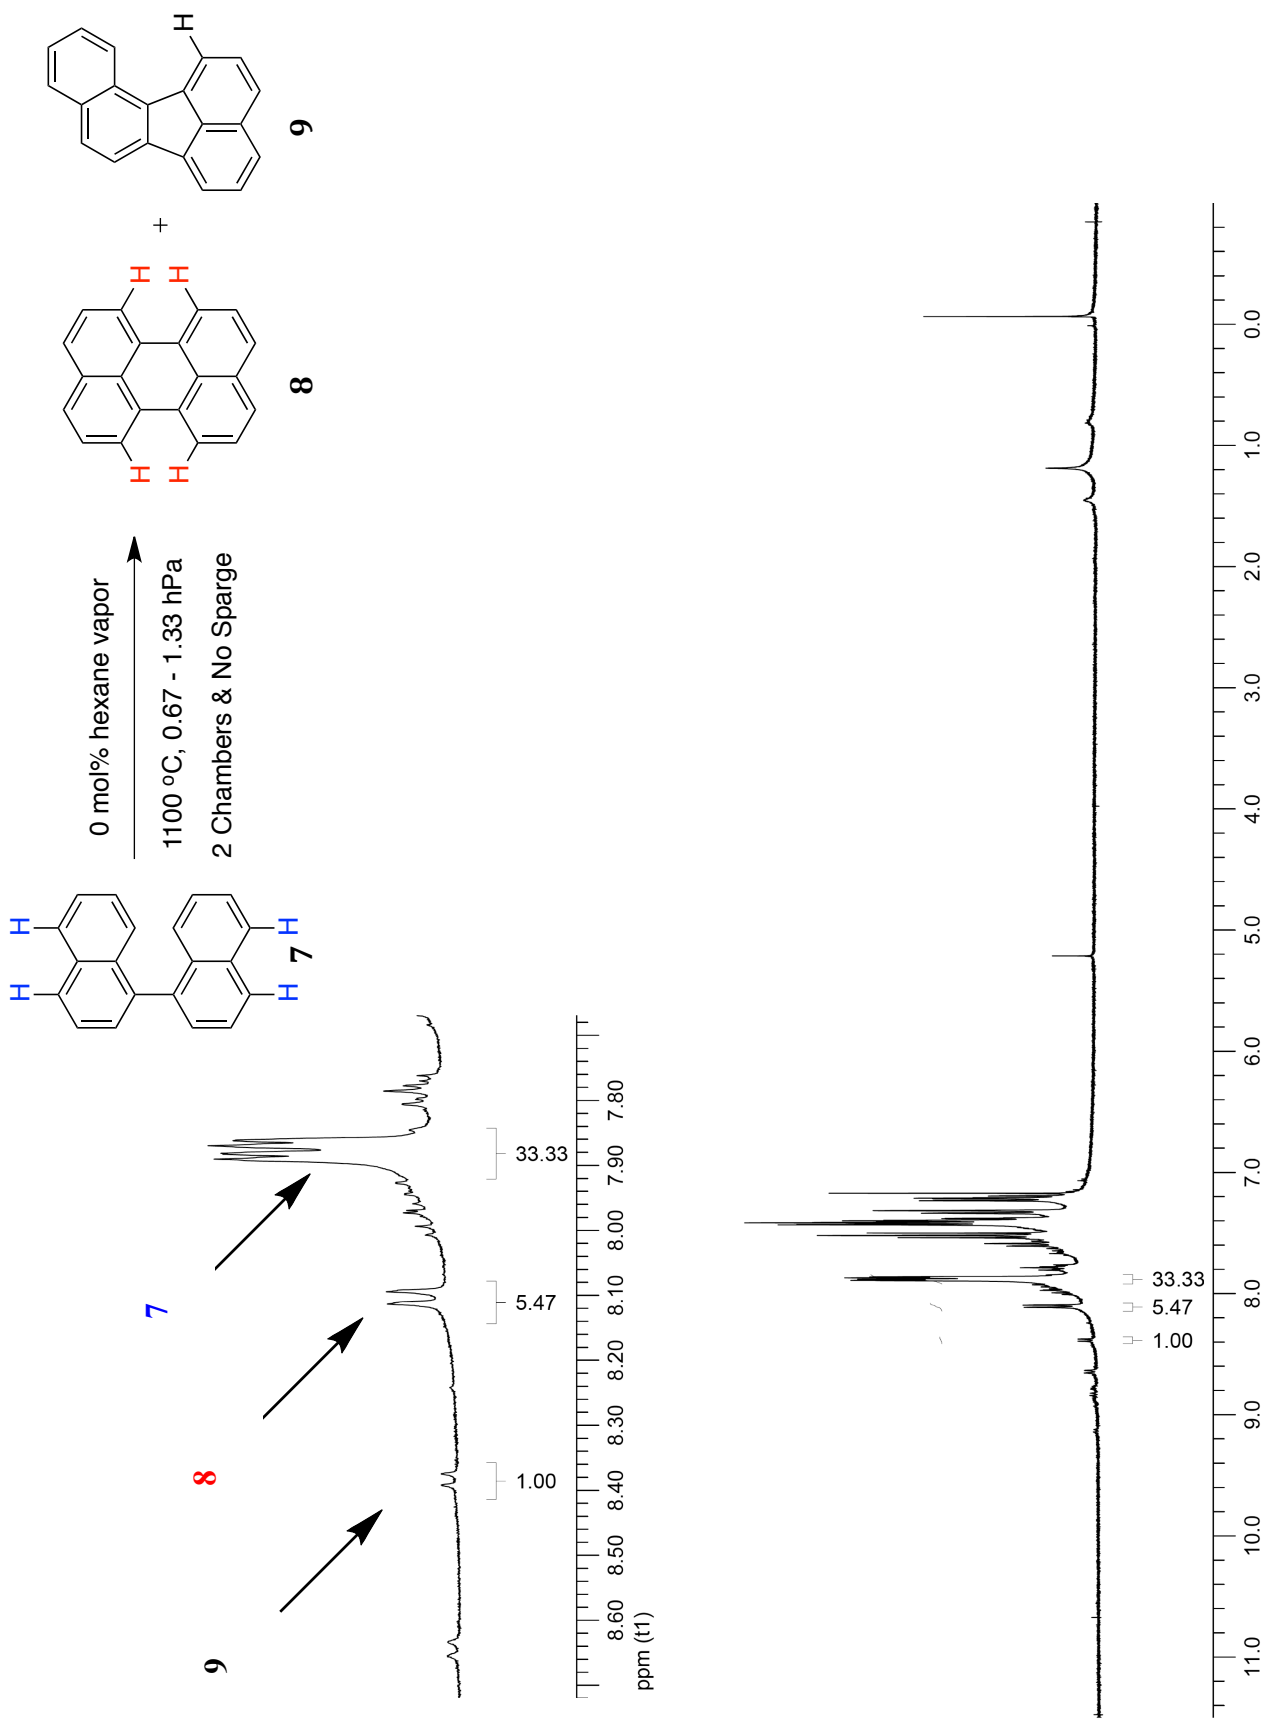 H H
H H
7
0 mol% hexane vapor
1100 ºC, 0.67 - 1.33 hPa
2 Chambers & No Sparge
H H
H H
8
+
H
9
9
8
7
1.00
5.47
33.33
8.60 8.50 8.40 8.30 8.20 8.10 8.00 7.90 7.80
ppm (t1)
1.00
5.47
33.33
11.0 10.0 9.0 8.0 7.0 6.0 5.0 4.0 3.0 2.0 1.0 0.0